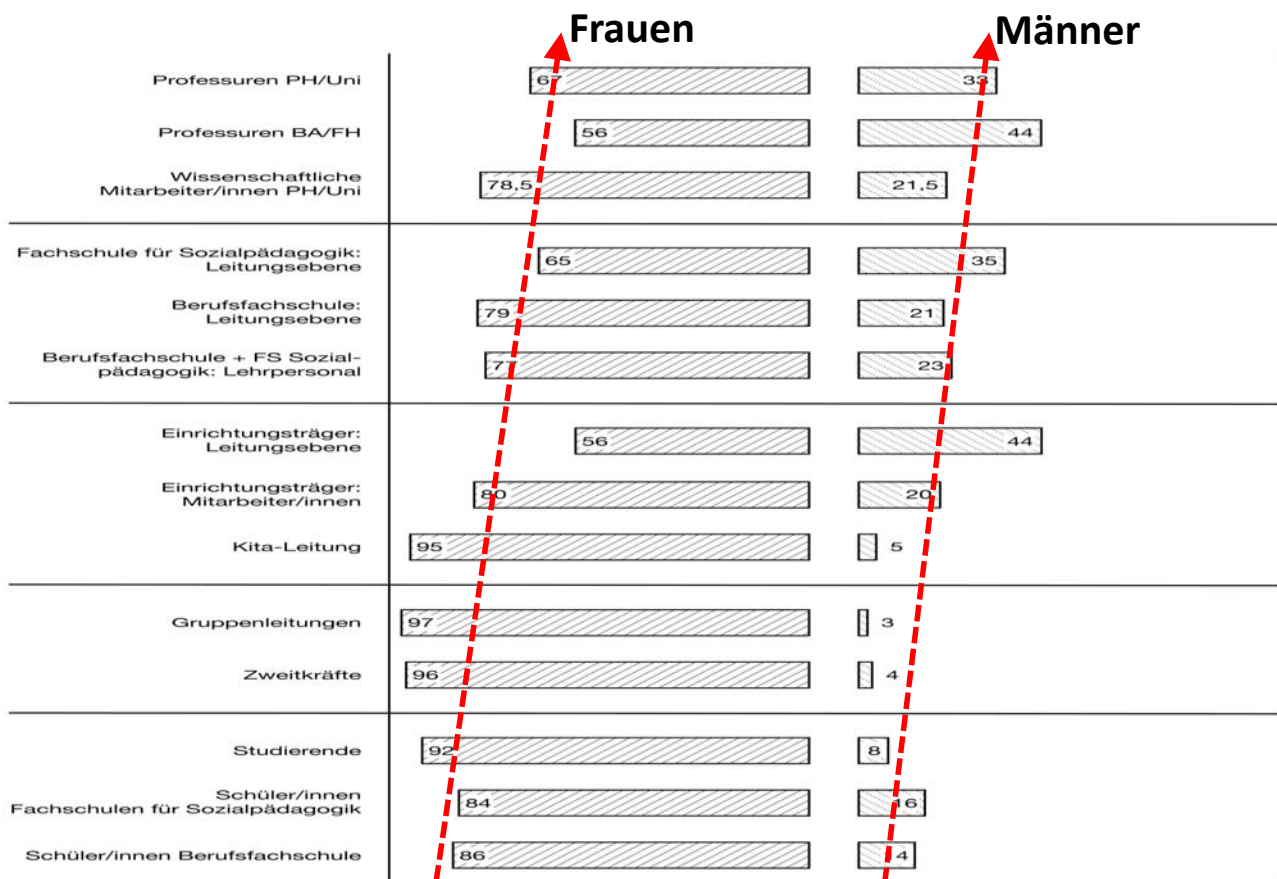 Frauen Männer
Professuren PH/Uni 67 33
Professuren BA/FH 56 44
Wissenschaftliche
Mitarbeiter/innen PH/Uni 78,5 21,5
Fachschule für Sozialpädagogik:
Leitungsebene 65 35
Berufsfachschule:
Leitungsebene 79 21
Berufsfachschule + FS Sozial-
pädagogik: Lehrpersonal 77 23
Einrichtungsträger:
Leitungsebene 56 44
Einrichtungsträger:
Mitarbeiter/innen 80 20
Kita-Leitung 95 5
Gruppenleitungen 97 3
Zweitkräfte 96 4
Studierende 92 8
Schüler/innen
Fachschulen für Sozialpädagogik 84 16
Schüler/innen Berufsfachschule 86 14